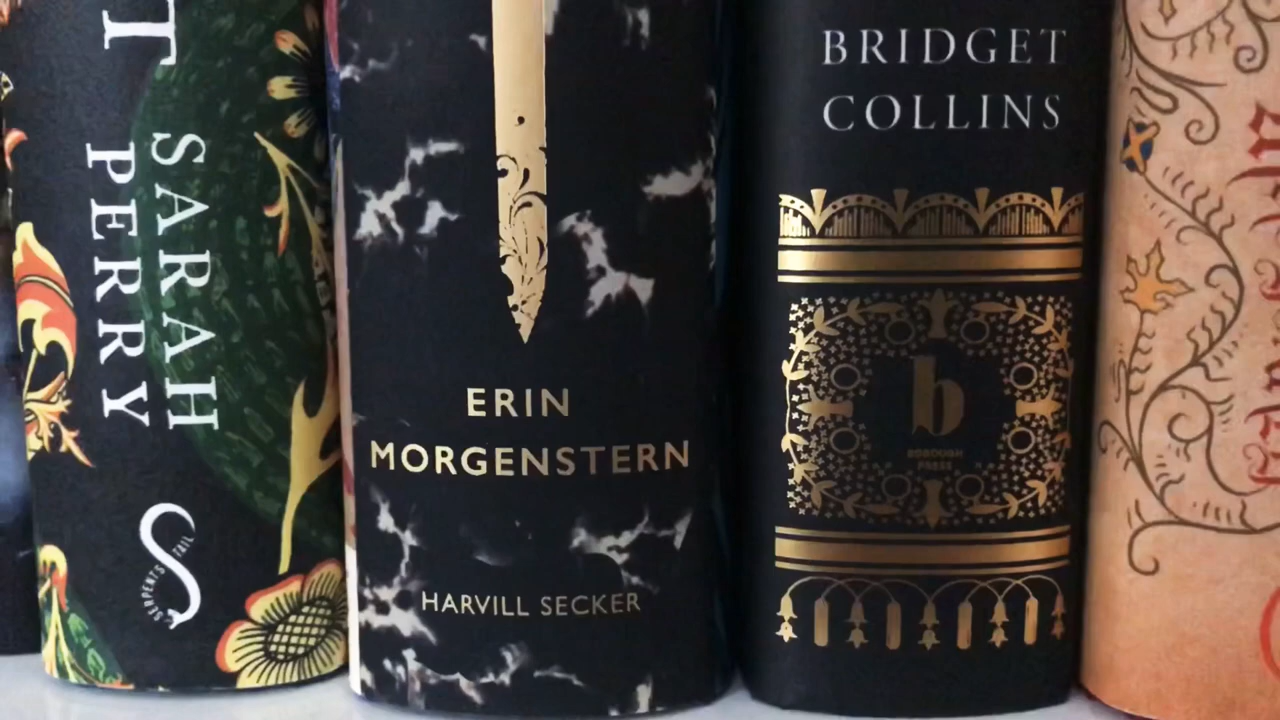 T
SARAH
PERRY
SERPENT'S TAIL
ERIN
MORGENSTERN
HARVILL SECKER
BRIDGET
COLLINS
b
BOROUGH
PRESS